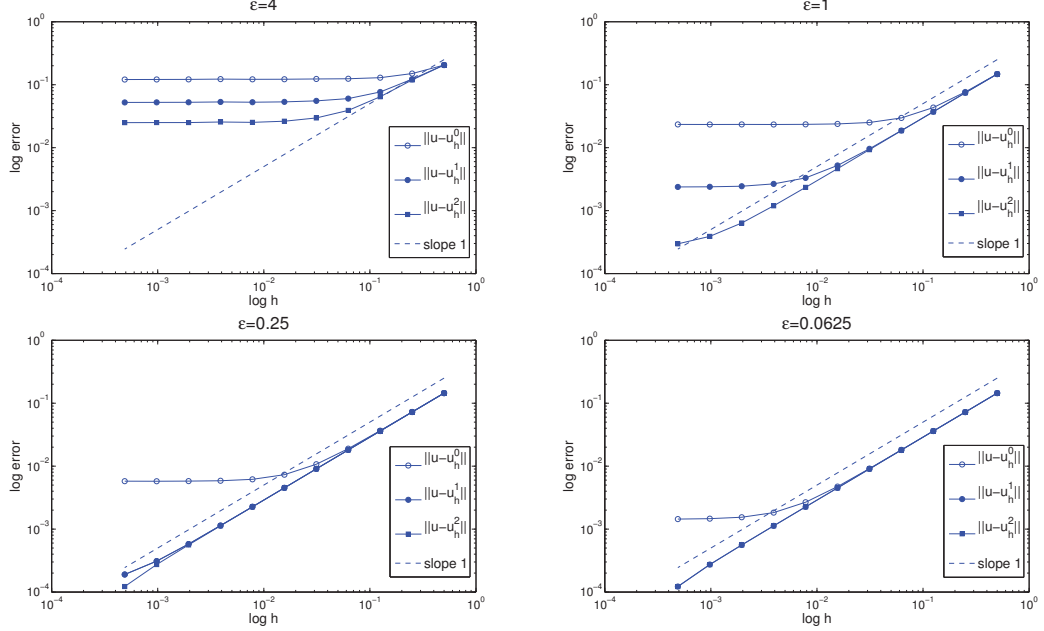 ε=4
10^0
10^-1
10^-2
10^-3
10^-4
log error
10^-4
10^-3
10^-2
10^-1
10^0
log h
||u−u_h^0||
||u−u_h^1||
||u−u_h^2||
slope 1
ε=1
10^0
10^-1
10^-2
10^-3
10^-4
log error
10^-4
10^-3
10^-2
10^-1
10^0
log h
||u−u_h^0||
||u−u_h^1||
||u−u_h^2||
slope 1
ε=0.25
10^0
10^-1
10^-2
10^-3
10^-4
log error
10^-4
10^-3
10^-2
10^-1
10^0
log h
||u−u_h^0||
||u−u_h^1||
||u−u_h^2||
slope 1
ε=0.0625
10^0
10^-1
10^-2
10^-3
10^-4
log error
10^-4
10^-3
10^-2
10^-1
10^0
log h
||u−u_h^0||
||u−u_h^1||
||u−u_h^2||
slope 1